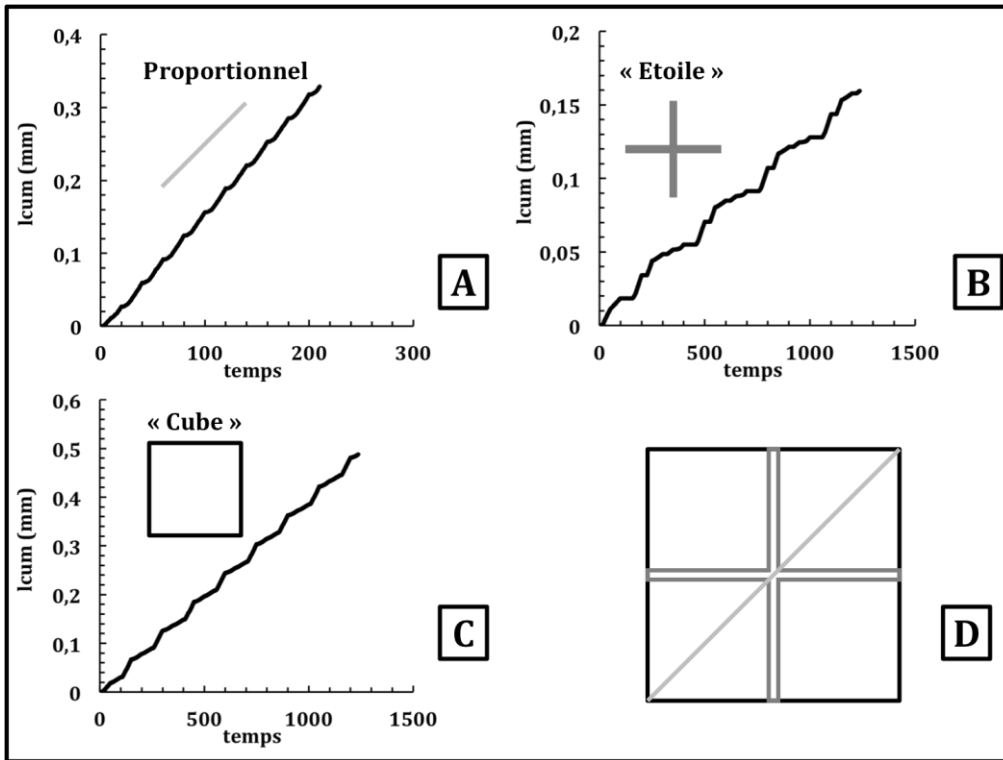 0,4
Proportionnel
0,3
lcum (mm)
0,2
0,1
0
0 100 200 300
temps
A
0,2
« Etoile »
0,15
lcum (mm)
0,1
0,05
0
0 500 1000 1500
temps
B
0,6
« Cube »
0,5
0,4
lcum (mm)
0,3
0,2
0,1
0
0 500 1000 1500
temps
C
D